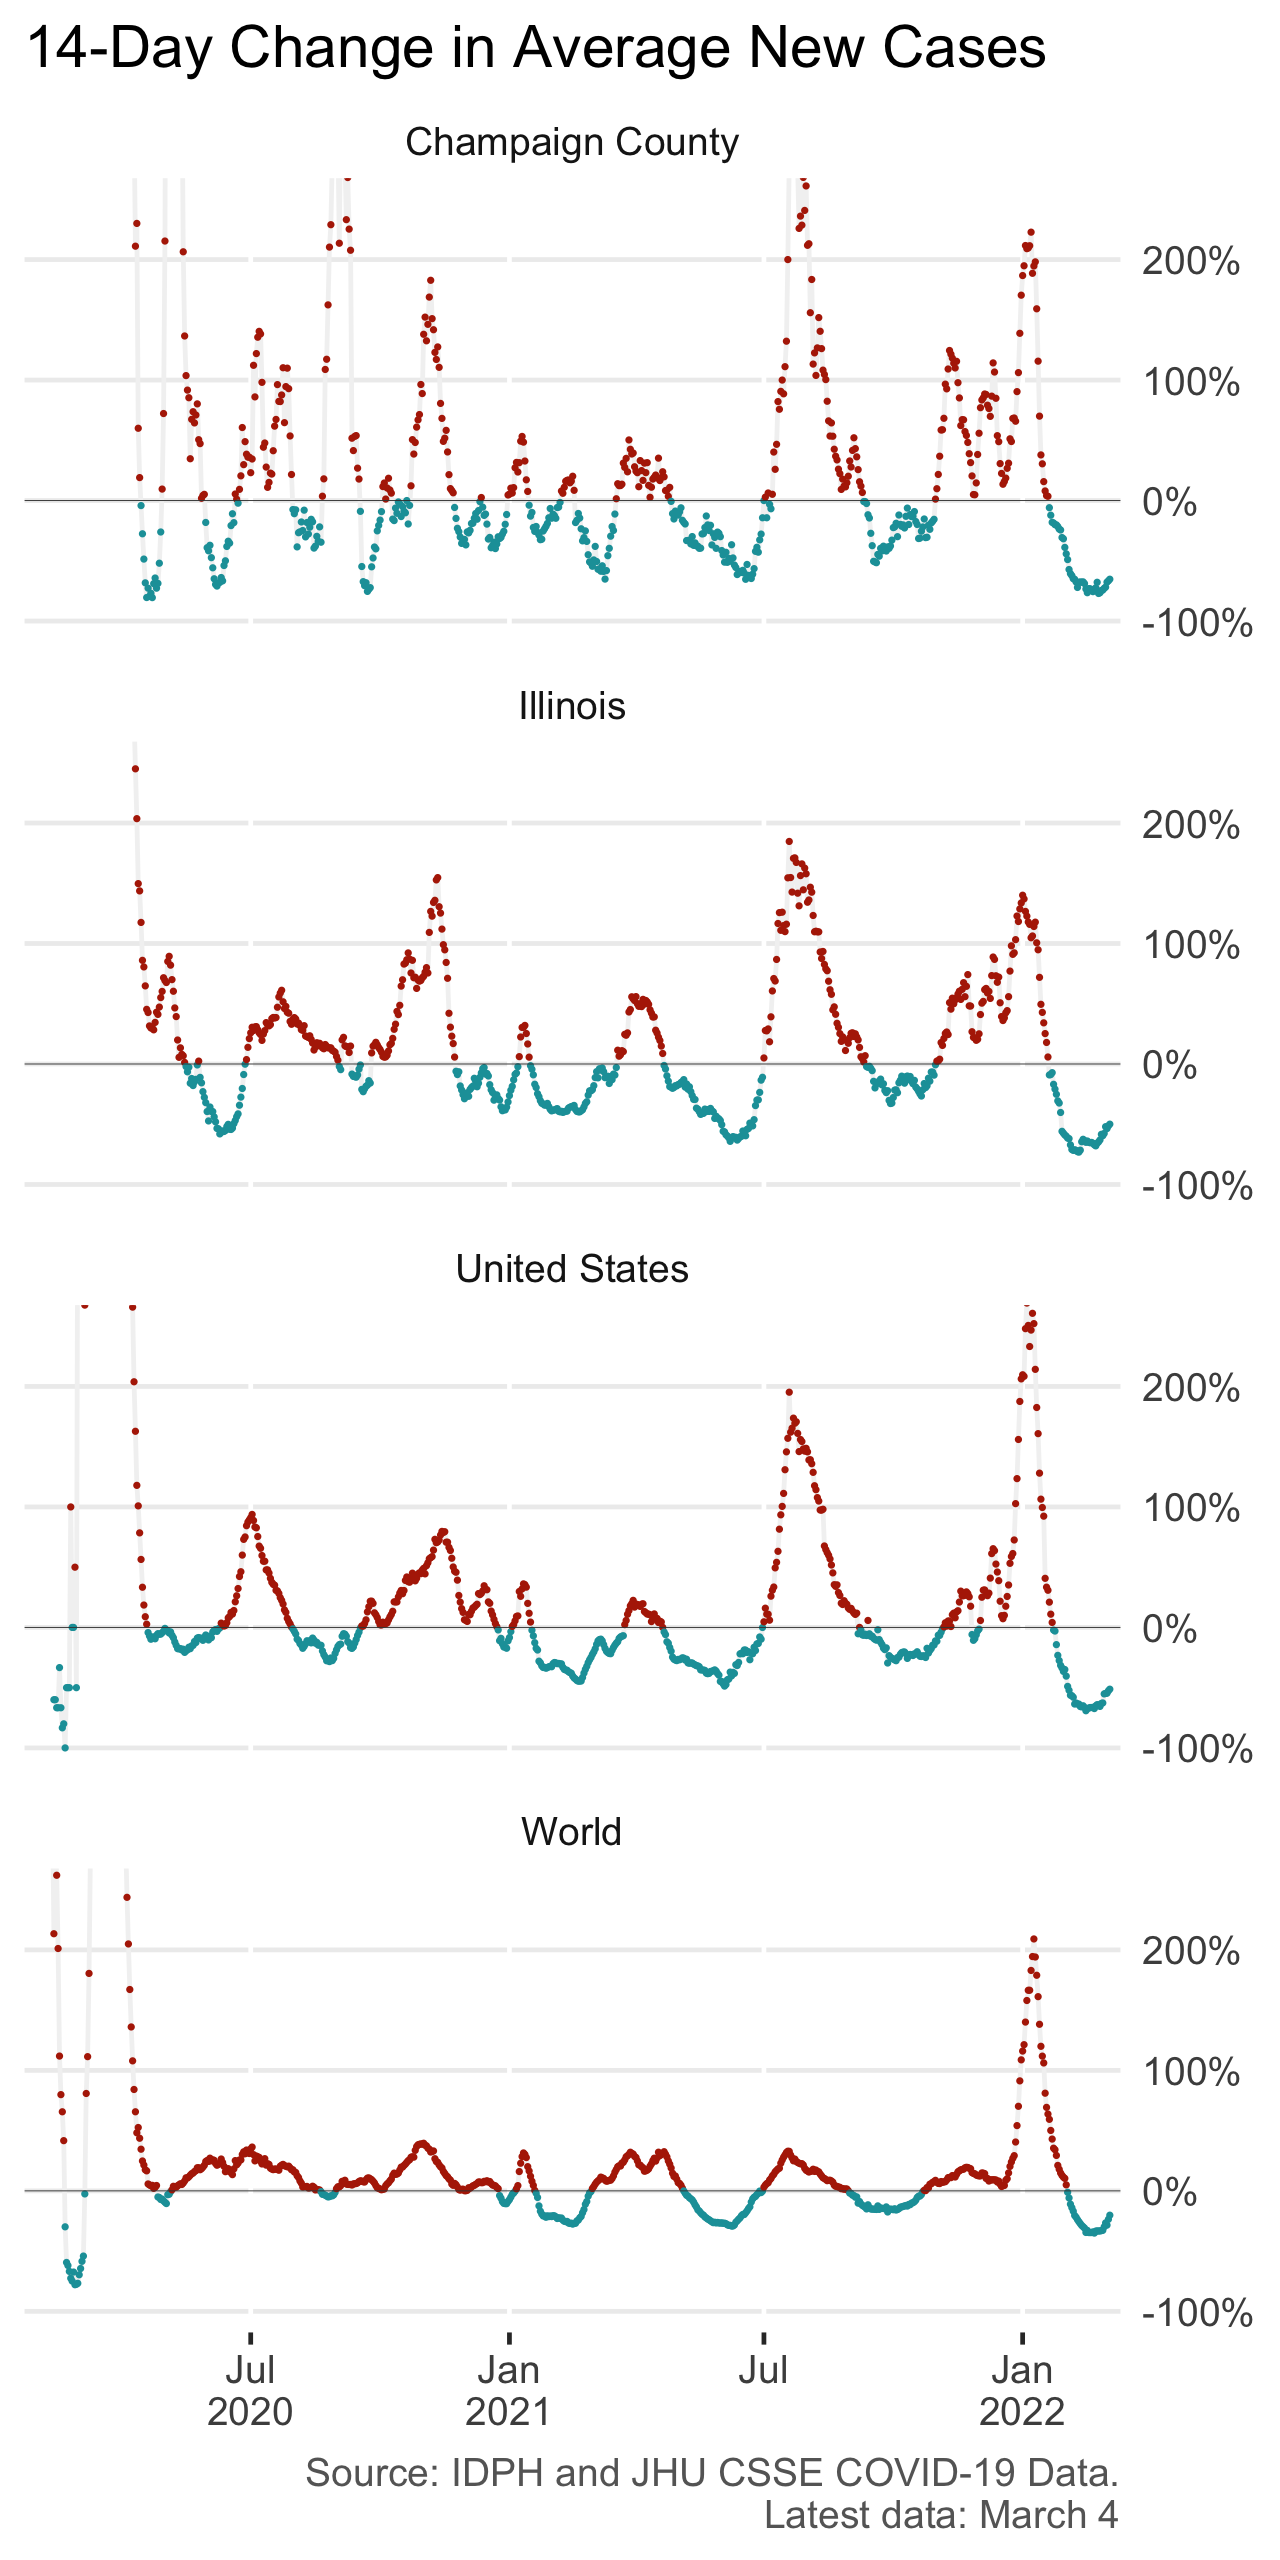 14-Day Change in Average New Cases
Champaign County
200%
100%
0%
-100%
Illinois
200%
100%
0%
-100%
United States
200%
100%
0%
-100%
World
200%
100%
0%
-100%
Jul Jan Jul Jan
2020 2021 2022
Source: IDPH and JHU CSSE COVID-19 Data.
Latest data: March 4